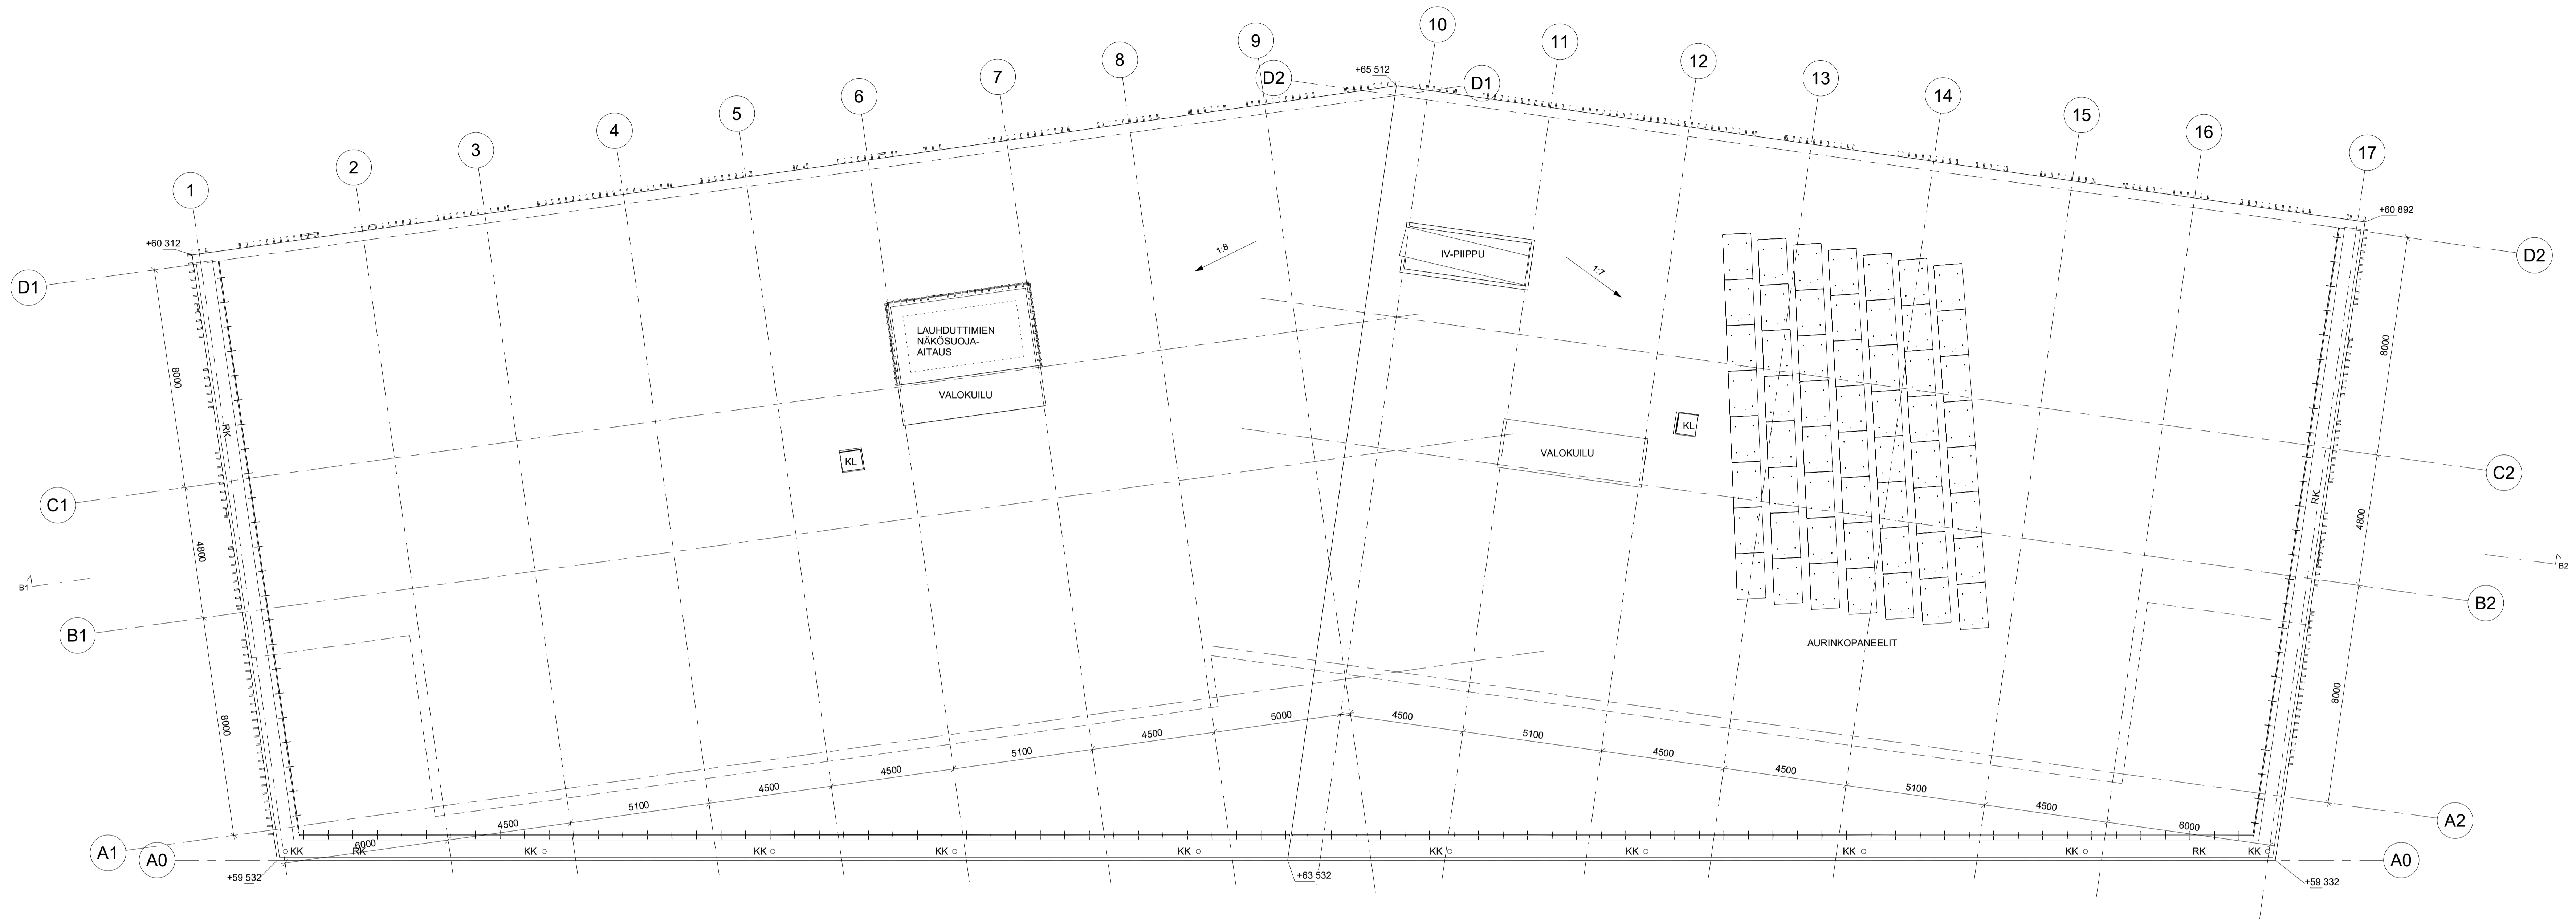 10
9
11
8
12
D2
D1
+65 512
7
13
6
14
5
15
4
16
3
17
2
1
+60 312
+60 892
1:8
IV-PIIPPU
1:7
D1
D2
LAUHDUTTIMIEN
NÄKÖSUOJA-
AITAUS
VALOKUILU
8000
8000
RK
KL
KL
VALOKUILU
C1
C2
RK
4800
4800
B1
B2
B1
B2
AURINKOPANEELIT
8000
8000
5000
4500
4500
5100
5100
4500
4500
4500
4500
5100
5100
4500
4500
6000
6000
A1
A2
A0
KK
RK
KK
KK
KK
KK
KK
KK
KK
KK
RK
KK
A0
+59 532
+63 532
+59 332